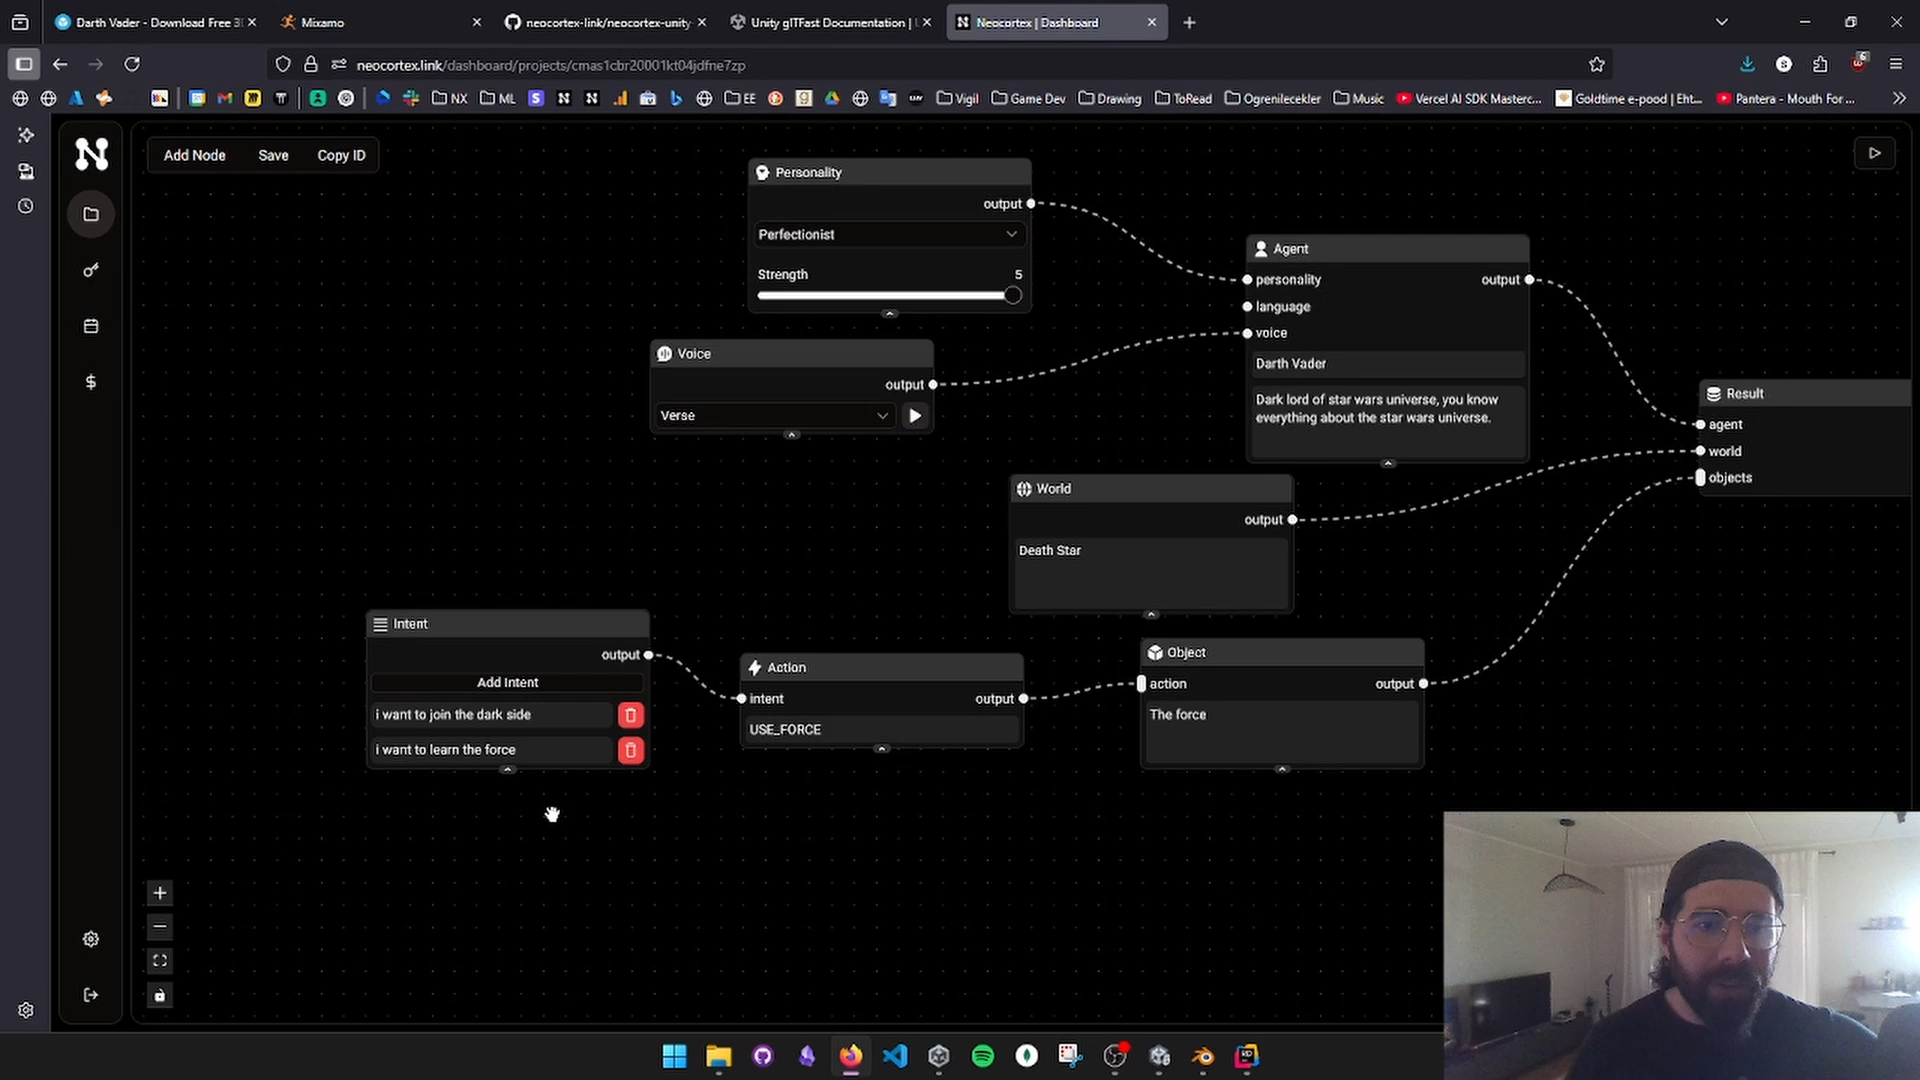 Darth Vader - Download Free 3
Mixamo
neocortex-link/neocortex-unity
Unity glTFast Documentation |
Neocortex | Dashboard
neocortex.link/dashboard/projects/cmas1cbr20001kt04jdfne7zp
6
NX
ML
EE
Vigil
Game Dev
Drawing
ToRead
Ogrenilecekler
Music
Vercel AI SDK Masterc...
Goldtime e-pood | Eht...
Pantera - Mouth For ...
Add Node
Save
Copy ID
Personality
output
Perfectionist
Strength
5
Agent
personality
output
language
voice
Darth Vader
Dark lord of star wars universe, you know
everything about the star wars universe.
Voice
output
Verse
Result
agent
world
objects
World
output
Death Star
Intent
output
Add Intent
i want to join the dark side
i want to learn the force
Action
intent
output
USE_FORCE
Object
action
output
The force